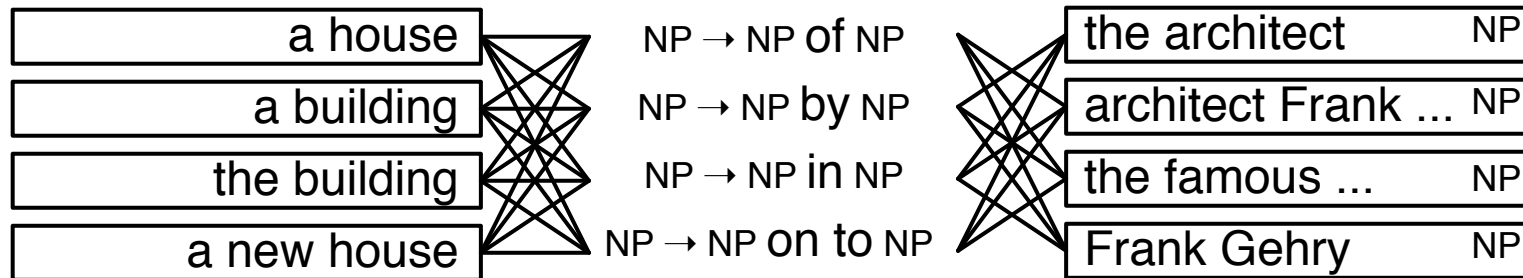 a house NP → NP of NP the architect NP
a building NP → NP by NP architect Frank ... NP
the building NP → NP in NP the famous ... NP
a new house NP → NP on to NP Frank Gehry NP